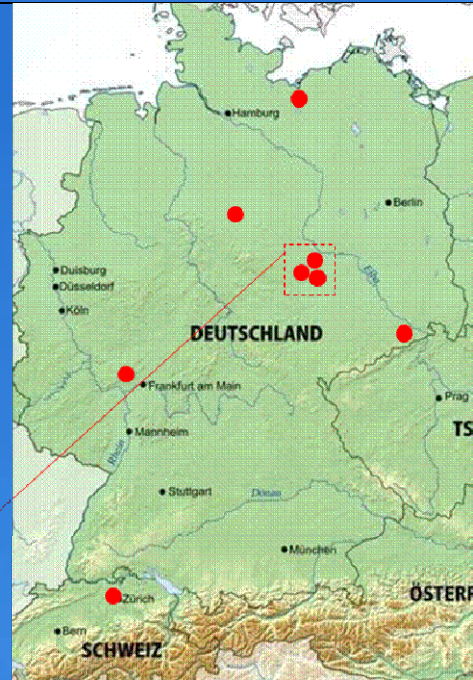 Hamburg
Berlin
Elbe
Duisburg
Düsseldorf
Köln
DEUTSCHLAND
Frankfurt am Main
Prag
Mannheim
TS
Rhein
Stuttgart
Donau
München
ÖSTERR
Zürich
Bern
SCHWEIZ